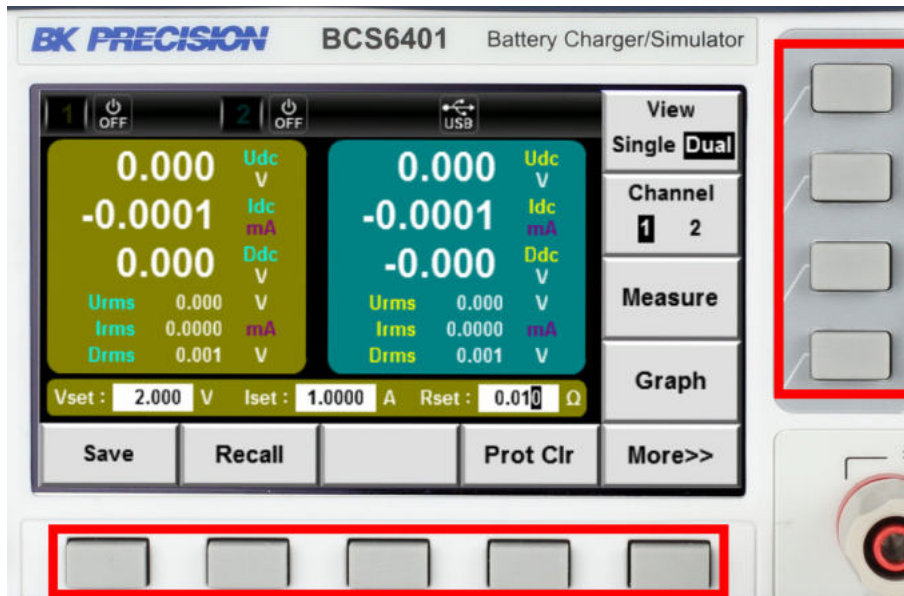 BK PRECISION BCS6401 Battery Charger/Simulator
1 OFF 2 OFF USB
View
Single Dual
Channel
1 2
Measure
Graph
More>>
0.000 Udc V
-0.0001 Idc mA
0.000 Ddc V
Urms 0.000 V
Irms 0.0000 mA
Drms 0.001 V
0.000 Udc V
-0.0001 Idc mA
-0.000 Ddc V
Urms 0.000 V
Irms 0.0000 mA
Drms 0.001 V
Vset : 2.000 V Iset : 1.0000 A Rset : 0.010 Ω
Save Recall Prot Clr